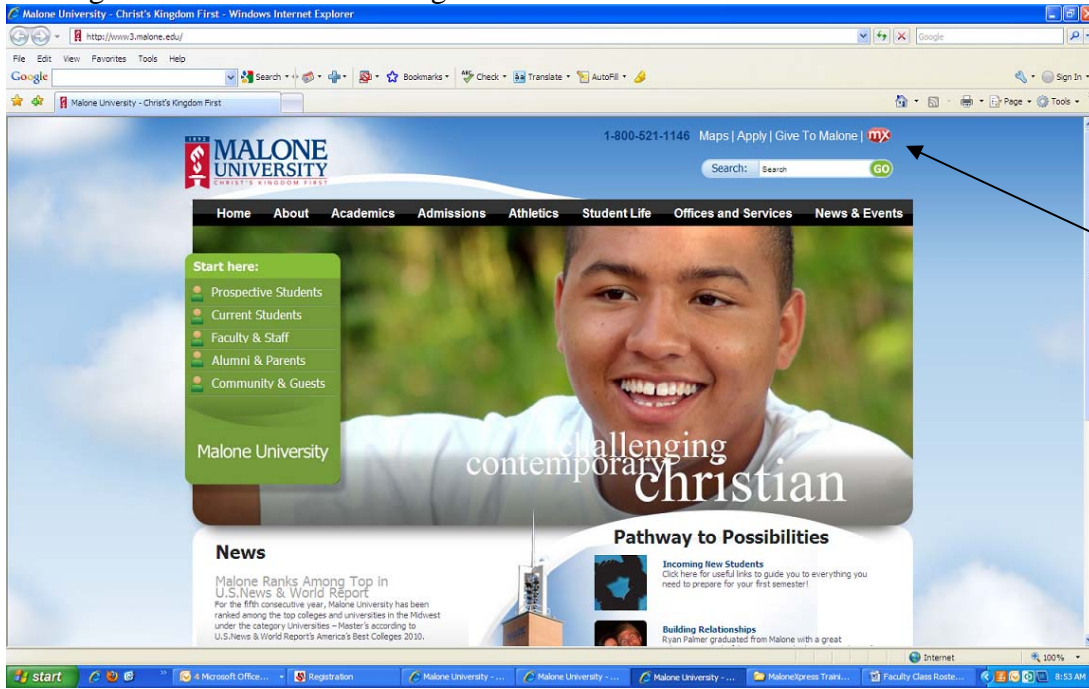 Malone University - Christ's Kingdom First - Windows Internet Explorer
http://www3.malone.edu/
Google
File Edit View Favorites Tools Help
Google Search Bookmarks Check Translate AutoFill Sign In
Malone University - Christ's Kingdom First Page Tools
1-800-521-1146 Maps | Apply | Give To Malone | mx
1892
MALONE
UNIVERSITY
CHRIST'S KINGDOM FIRST
Search: Search GO
Home About Academics Admissions Athletics Student Life Offices and Services News & Events
Start here:
Prospective Students
Current Students
Faculty & Staff
Alumni & Parents
Community & Guests
Malone University
challenging
contemporary
christian
News
Malone Ranks Among Top in
U.S.News & World Report
For the fifth consecutive year, Malone University has been
ranked among the top colleges and universities in the Midwest
under the category Universities – Master's according to
U.S.News & World Report's America's Best Colleges 2010.
Pathway to Possibilities
Incoming New Students
Click here for useful links to guide you to everything you
need to prepare for your first semester!
Building Relationships
Ryan Palmer graduated from Malone with a great
Internet 100%
start 4 Microsoft Office... Registration Malone University - ... Malone University - ... Malone University - ... MaloneXpress Traini... Faculty Class Roste... 8:53 AM